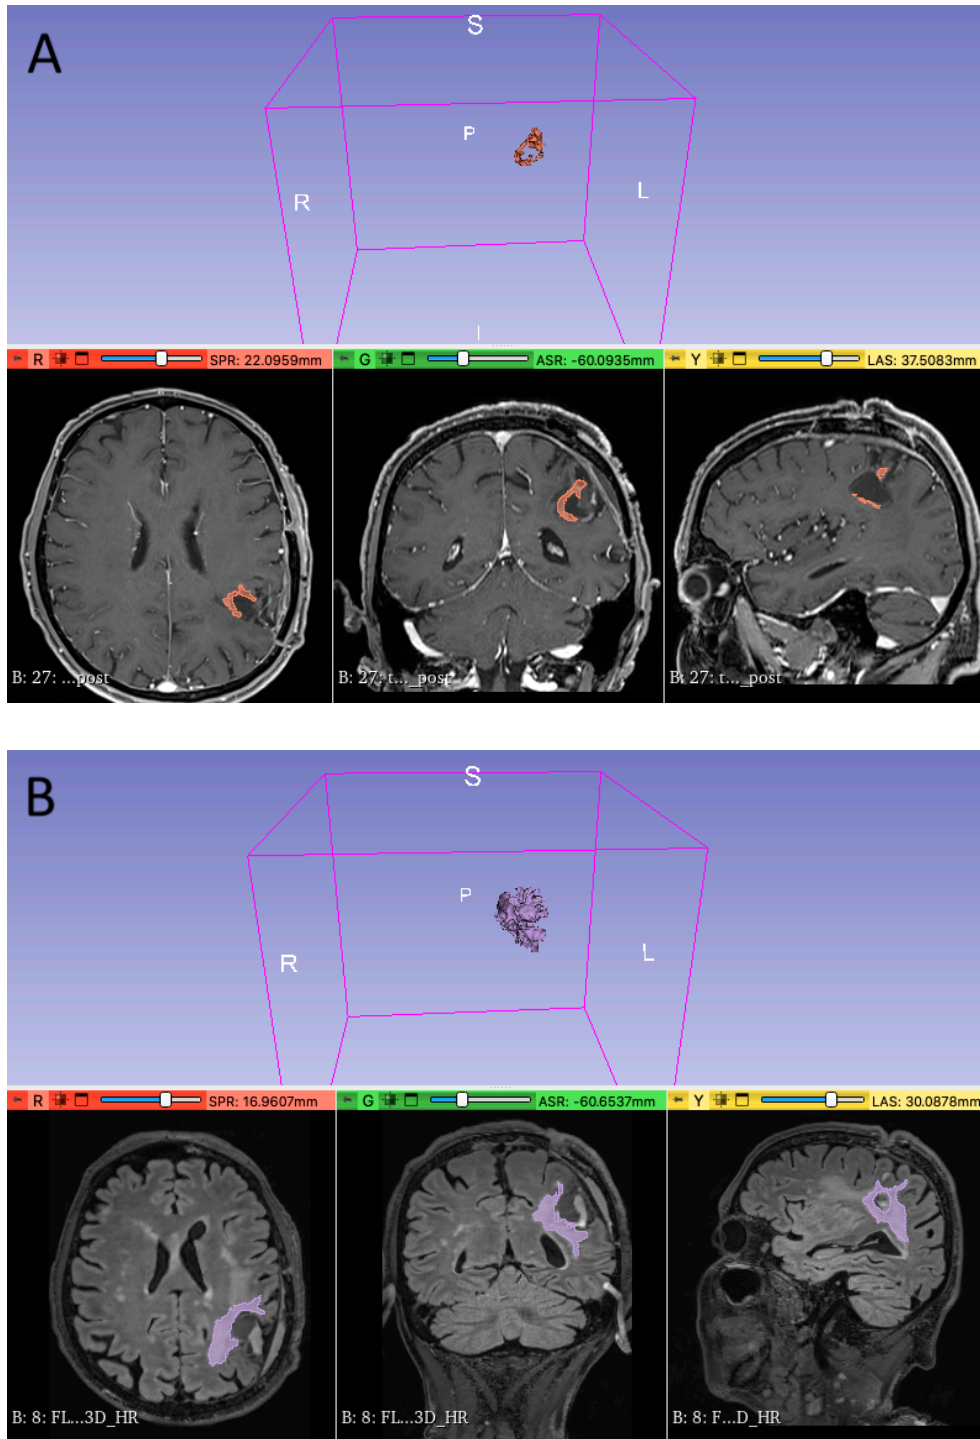 A
S
P
R
L
I
R SPR: 22.0959mm
G ASR: -60.0935mm
Y LAS: 37.5083mm
B: 27: ...post
B: 27: t..._post
B: 27: t..._post
B
S
P
R
L
R SPR: 16.9607mm
G ASR: -60.6537mm
Y LAS: 30.0878mm
B: 8: FL...3D_HR
B: 8: FL...3D_HR
B: 8: F...D_HR